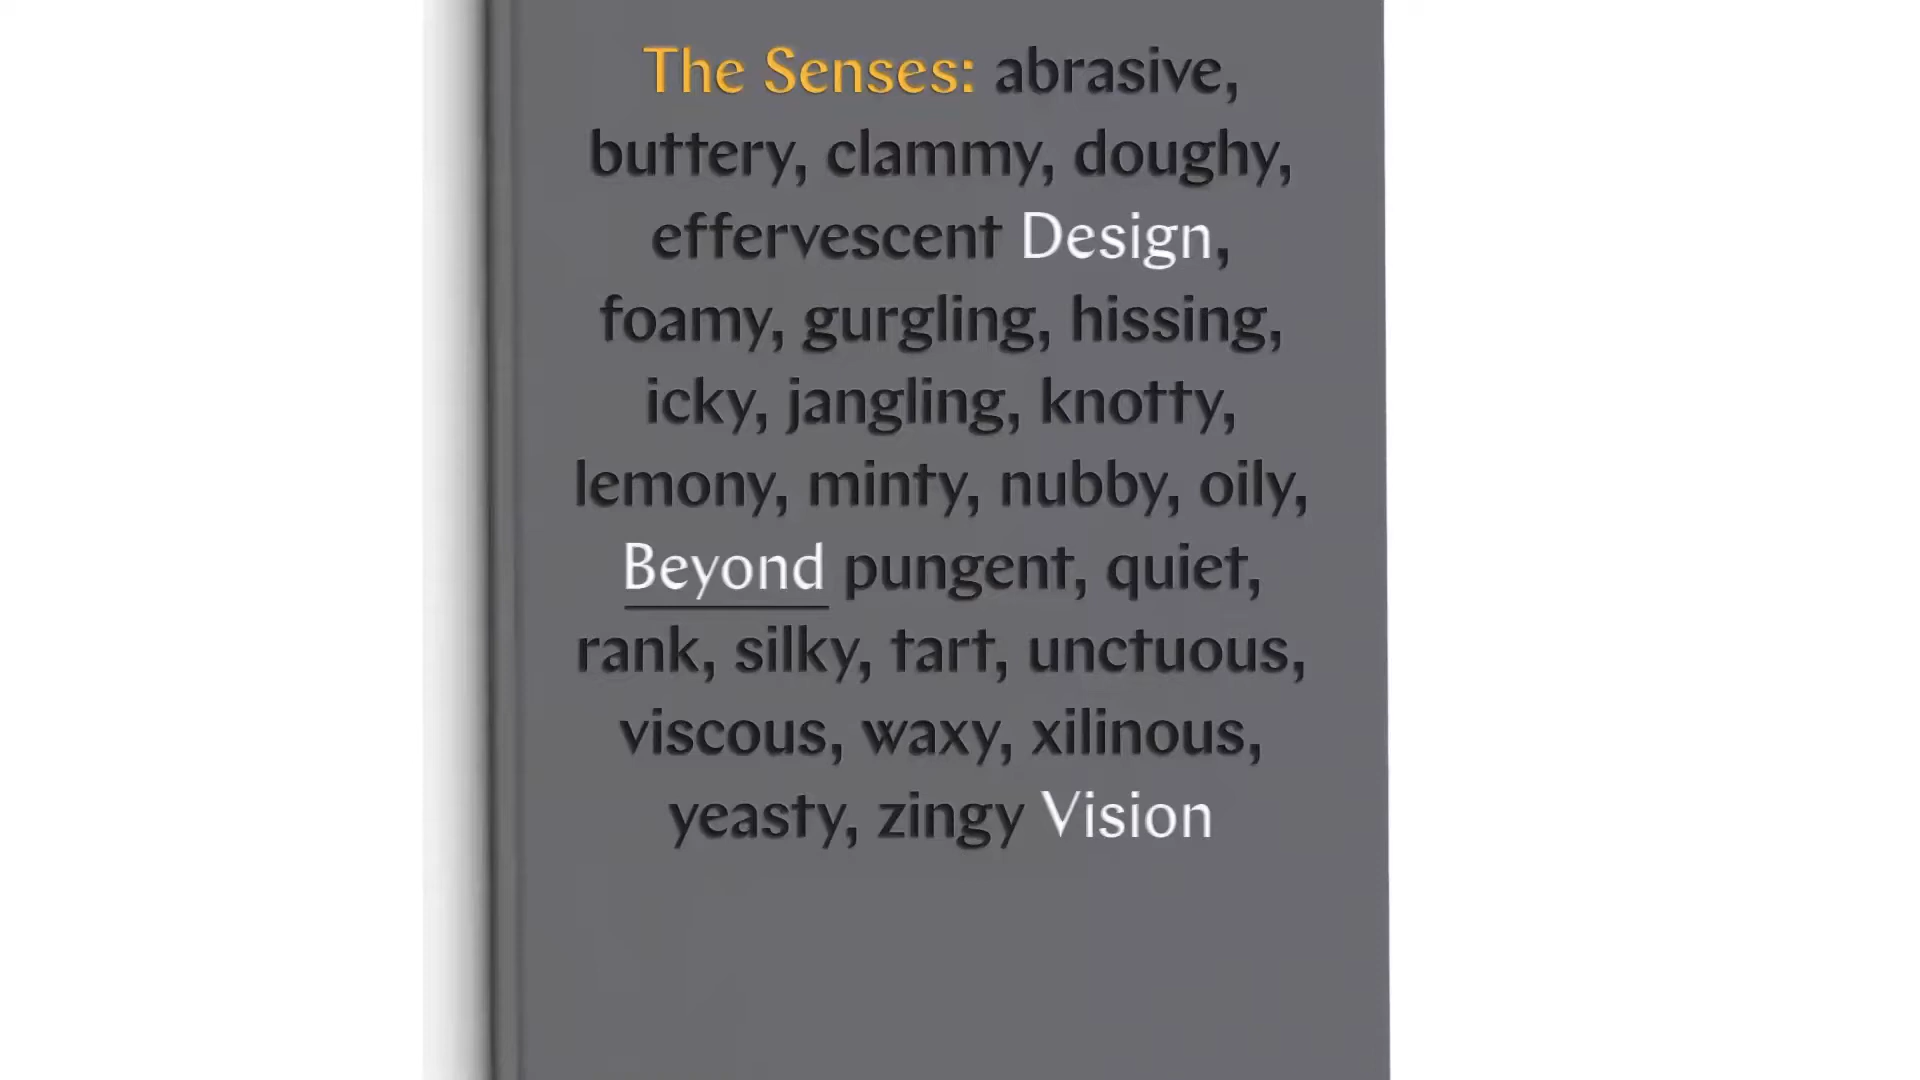 The Senses: abrasive,
buttery, clammy, doughy,
effervescent Design,
foamy, gurgling, hissing,
icky, jangling, knotty,
lemony, minty, nubby, oily,
Beyond pungent, quiet,
rank, silky, tart, unctuous,
viscous, waxy, xilinous,
yeasty, zingy Vision